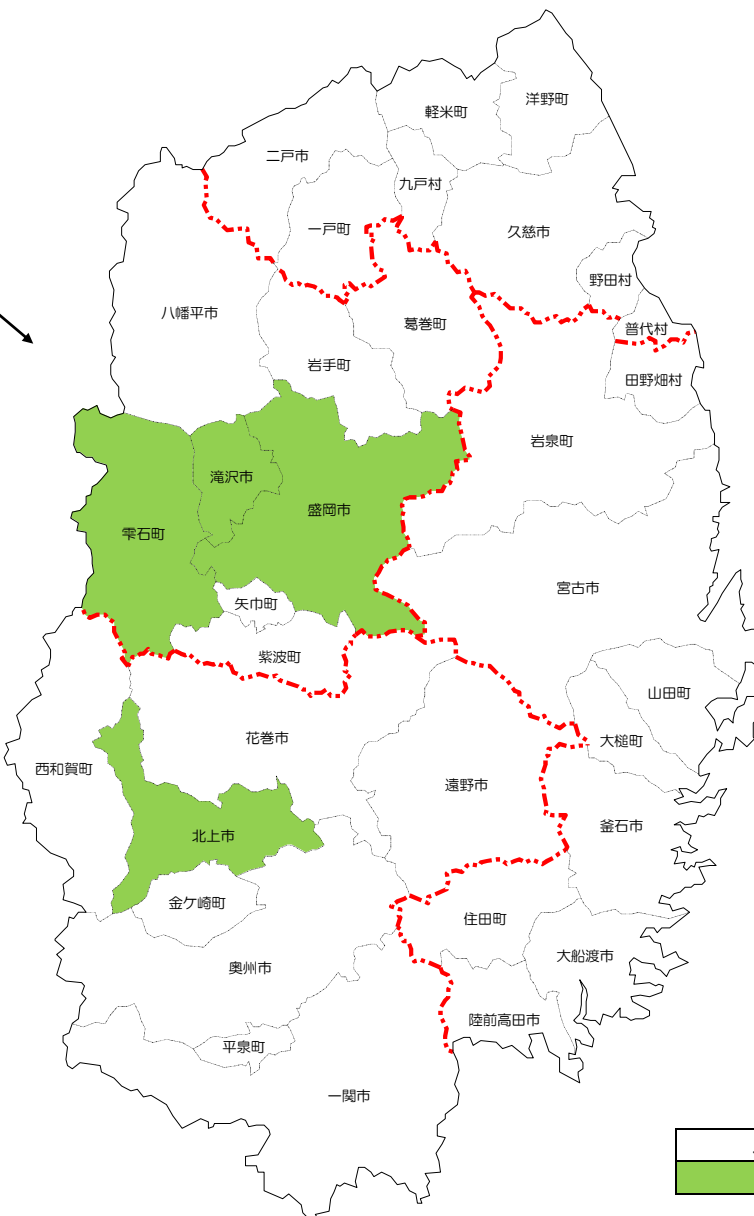 洋野町
軽米町
二戸市
九戸村
一戸町
久慈市
野田村
八幡平市
葛巻町
普代村
岩手町
田野畑村
岩泉町
滝沢市
盛岡市
雫石町
宮古市
矢巾町
紫波町
山田町
花巻市
大槌町
西和賀町
遠野市
釜石市
北上市
金ケ崎町
住田町
大船渡市
奥州市
陸前高田市
平泉町
一関市